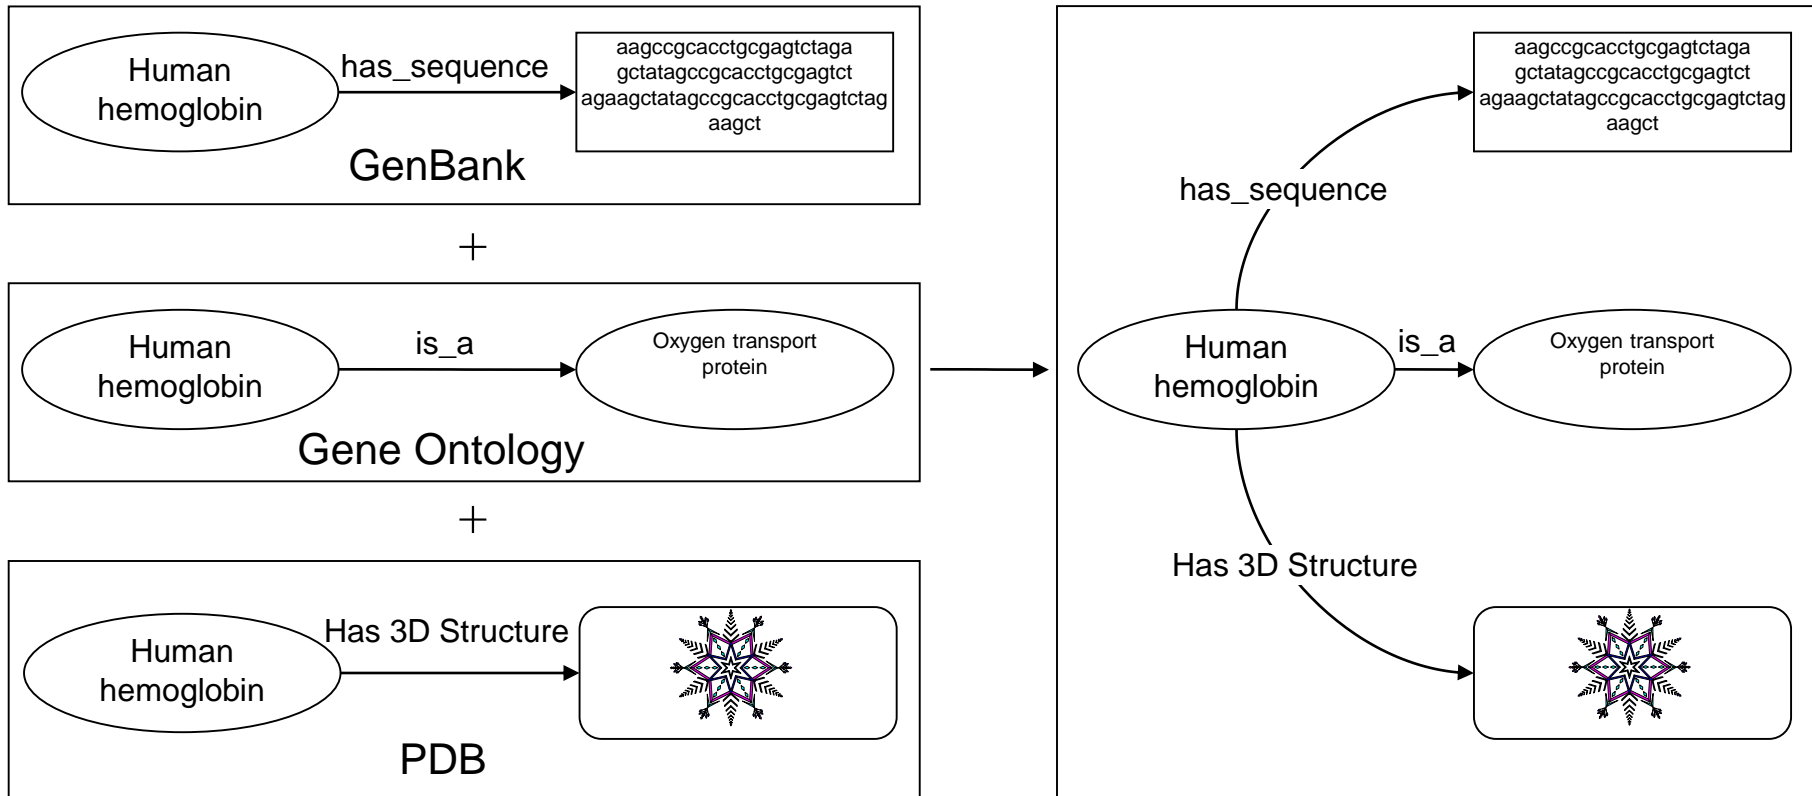 Human
hemoglobin
has_sequence
aagccgcacctgcgagtctaga
gctatagccgcacctgcgagtct
agaagctatagccgcacctgcgagtctag
aagct
GenBank
+
Human
hemoglobin
is_a
Oxygen transport
protein
Gene Ontology
+
Human
hemoglobin
Has 3D Structure
PDB
aagccgcacctgcgagtctaga
gctatagccgcacctgcgagtct
agaagctatagccgcacctgcgagtctag
aagct
has_sequence
Human
hemoglobin
is_a
Oxygen transport
protein
Has 3D Structure